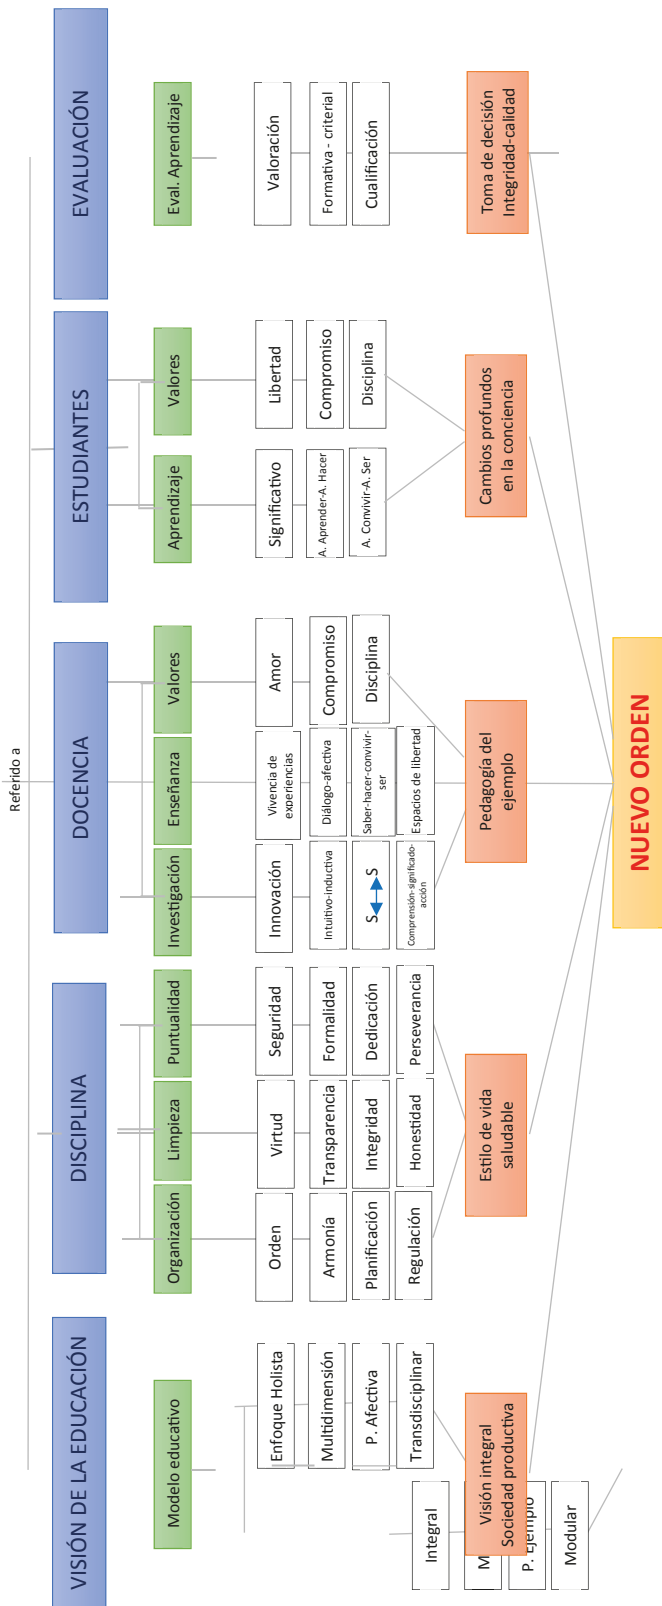 Referido a
VISIÓN DE LA EDUCACIÓN
Modelo educativo
Enfoque Holista
Multidimensión
P. Afectiva
Transdisciplinar
Integral
M
P. Ejemplo
Modular
Visión integral
Sociedad productiva
DISCIPLINA
Organización
Orden
Armonía
Planificación
Regulación
Limpieza
Virtud
Transparencia
Integridad
Honestidad
Puntualidad
Seguridad
Formalidad
Dedicación
Perseverancia
Estilo de vida
saludable
DOCENCIA
Investigación
Innovación
Intuitivo-inductiva
S S
Comprensión-significado-
acción
Enseñanza
Vivencia de
experiencias
Diálogo-afectiva
Saber-hacer-convivir-
ser
Espacios de libertad
Valores
Amor
Compromiso
Disciplina
Pedagogía del
ejemplo
ESTUDIANTES
Aprendizaje
Significativo
A. Aprender-A. Hacer
A. Convivir-A. Ser
Valores
Libertad
Compromiso
Disciplina
Cambios profundos
en la conciencia
EVALUACIÓN
Eval. Aprendizaje
Valoración
Formativa - criterial
Cualificación
Toma de decisión
Integridad-calidad
NUEVO ORDEN